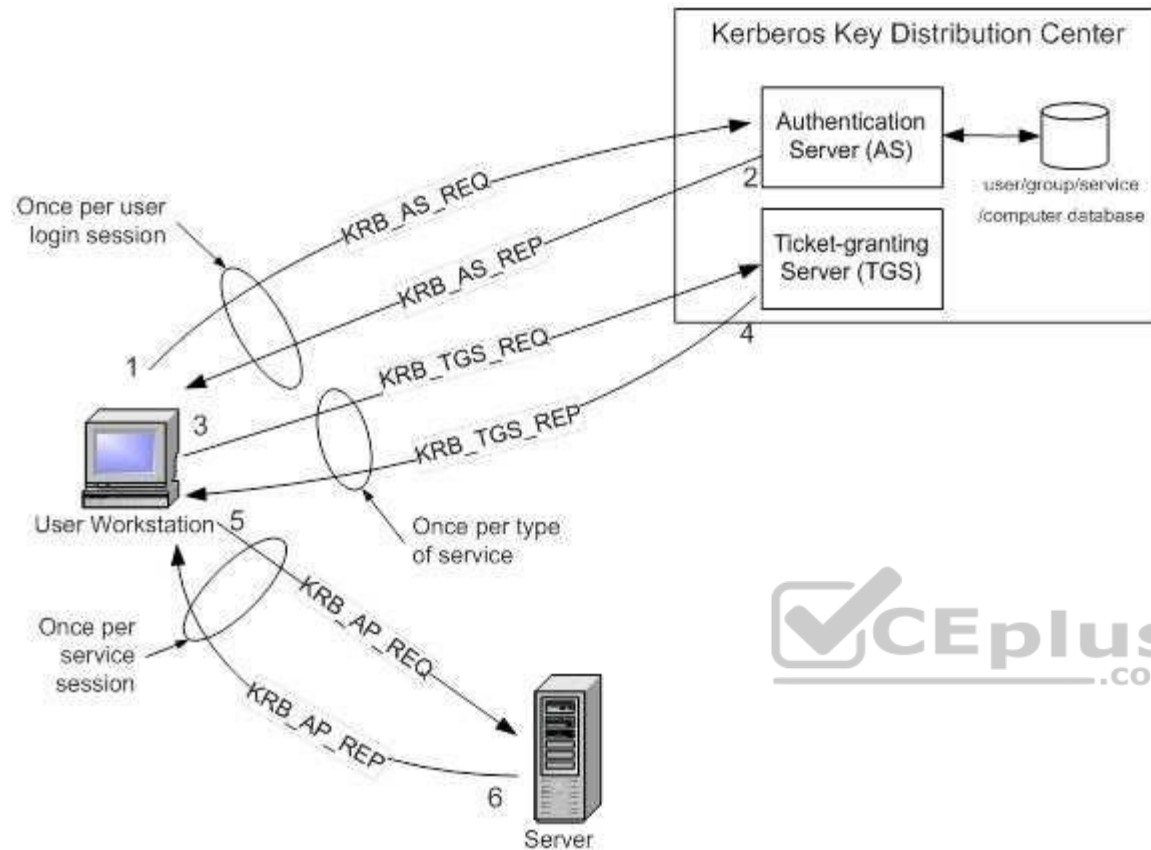 Kerberos Key Distribution Center
Authentication
Server (AS)
2
user/group/service
/computer database
Ticket-granting
Server (TGS)
4
Once per user
login session
KRB_AS_REQ
KRB_AS_REP
1
KRB_TGS_REQ
3
KRB_TGS_REP
User Workstation
5
Once per type
of service
Once per
service
session
KRB_AP_REQ
KRB_AP_REP
6
Server
CEplus
.co